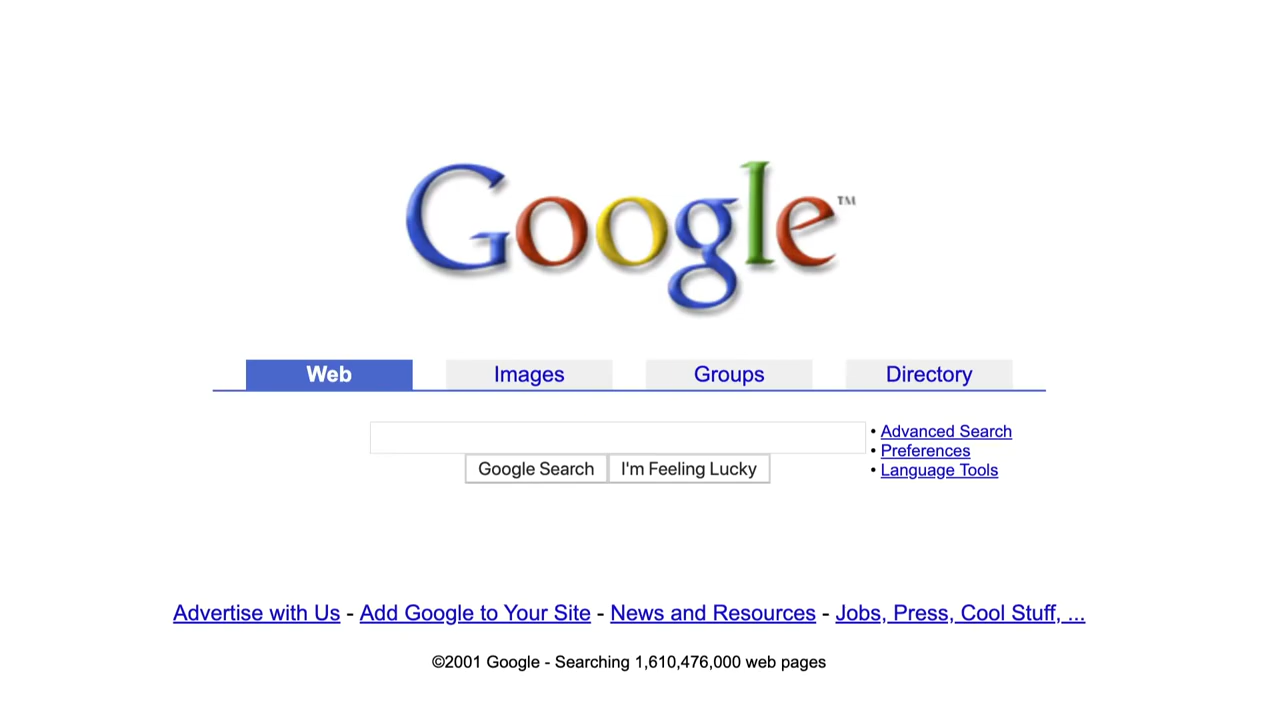 Google™
Web Images Groups Directory
• Advanced Search
• Preferences
• Language Tools
Google Search I'm Feeling Lucky
Advertise with Us - Add Google to Your Site - News and Resources - Jobs, Press, Cool Stuff, ...
©2001 Google - Searching 1,610,476,000 web pages